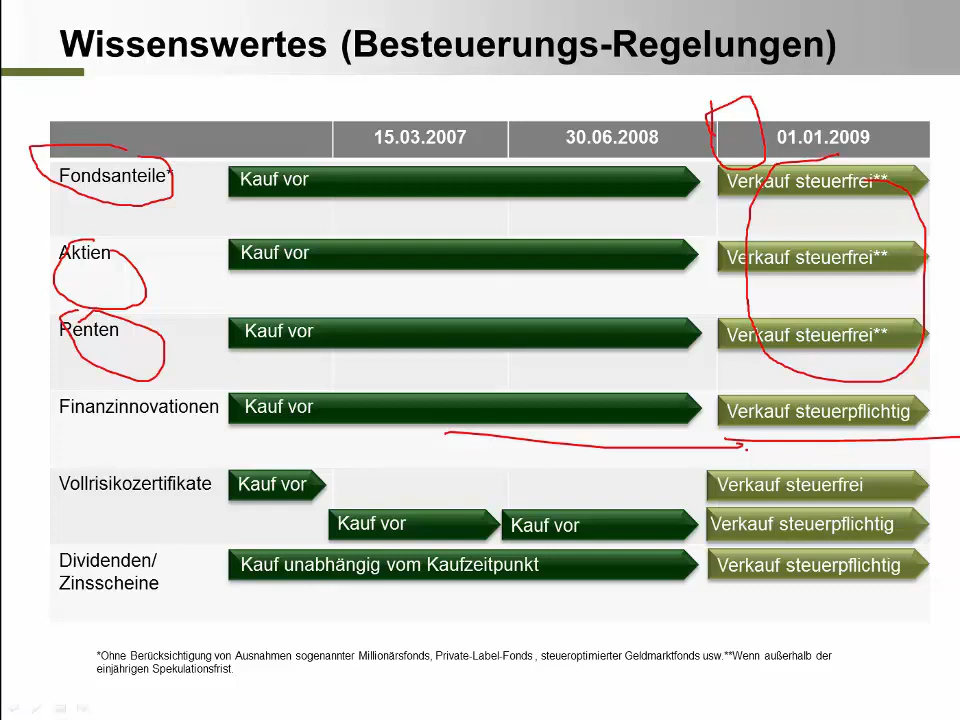 Wissenswertes (Besteuerungs-Regelungen)
15.03.2007 30.06.2008 01.01.2009
Fondsanteile* Kauf vor Verkauf steuerfrei**
Aktien Kauf vor Verkauf steuerfrei**
Renten Kauf vor Verkauf steuerfrei**
Finanzinnovationen Kauf vor Verkauf steuerpflichtig
Vollrisikozertifikate Kauf vor Verkauf steuerfrei
Kauf vor Kauf vor Verkauf steuerpflichtig
Dividenden/
Zinsscheine Kauf unabhängig vom Kaufzeitpunkt Verkauf steuerpflichtig
*Ohne Berücksichtigung von Ausnahmen sogenannter Millionärsfonds, Private-Label-Fonds , steueroptimierter Geldmarktfonds usw.**Wenn außerhalb der
einjährigen Spekulationsfrist.